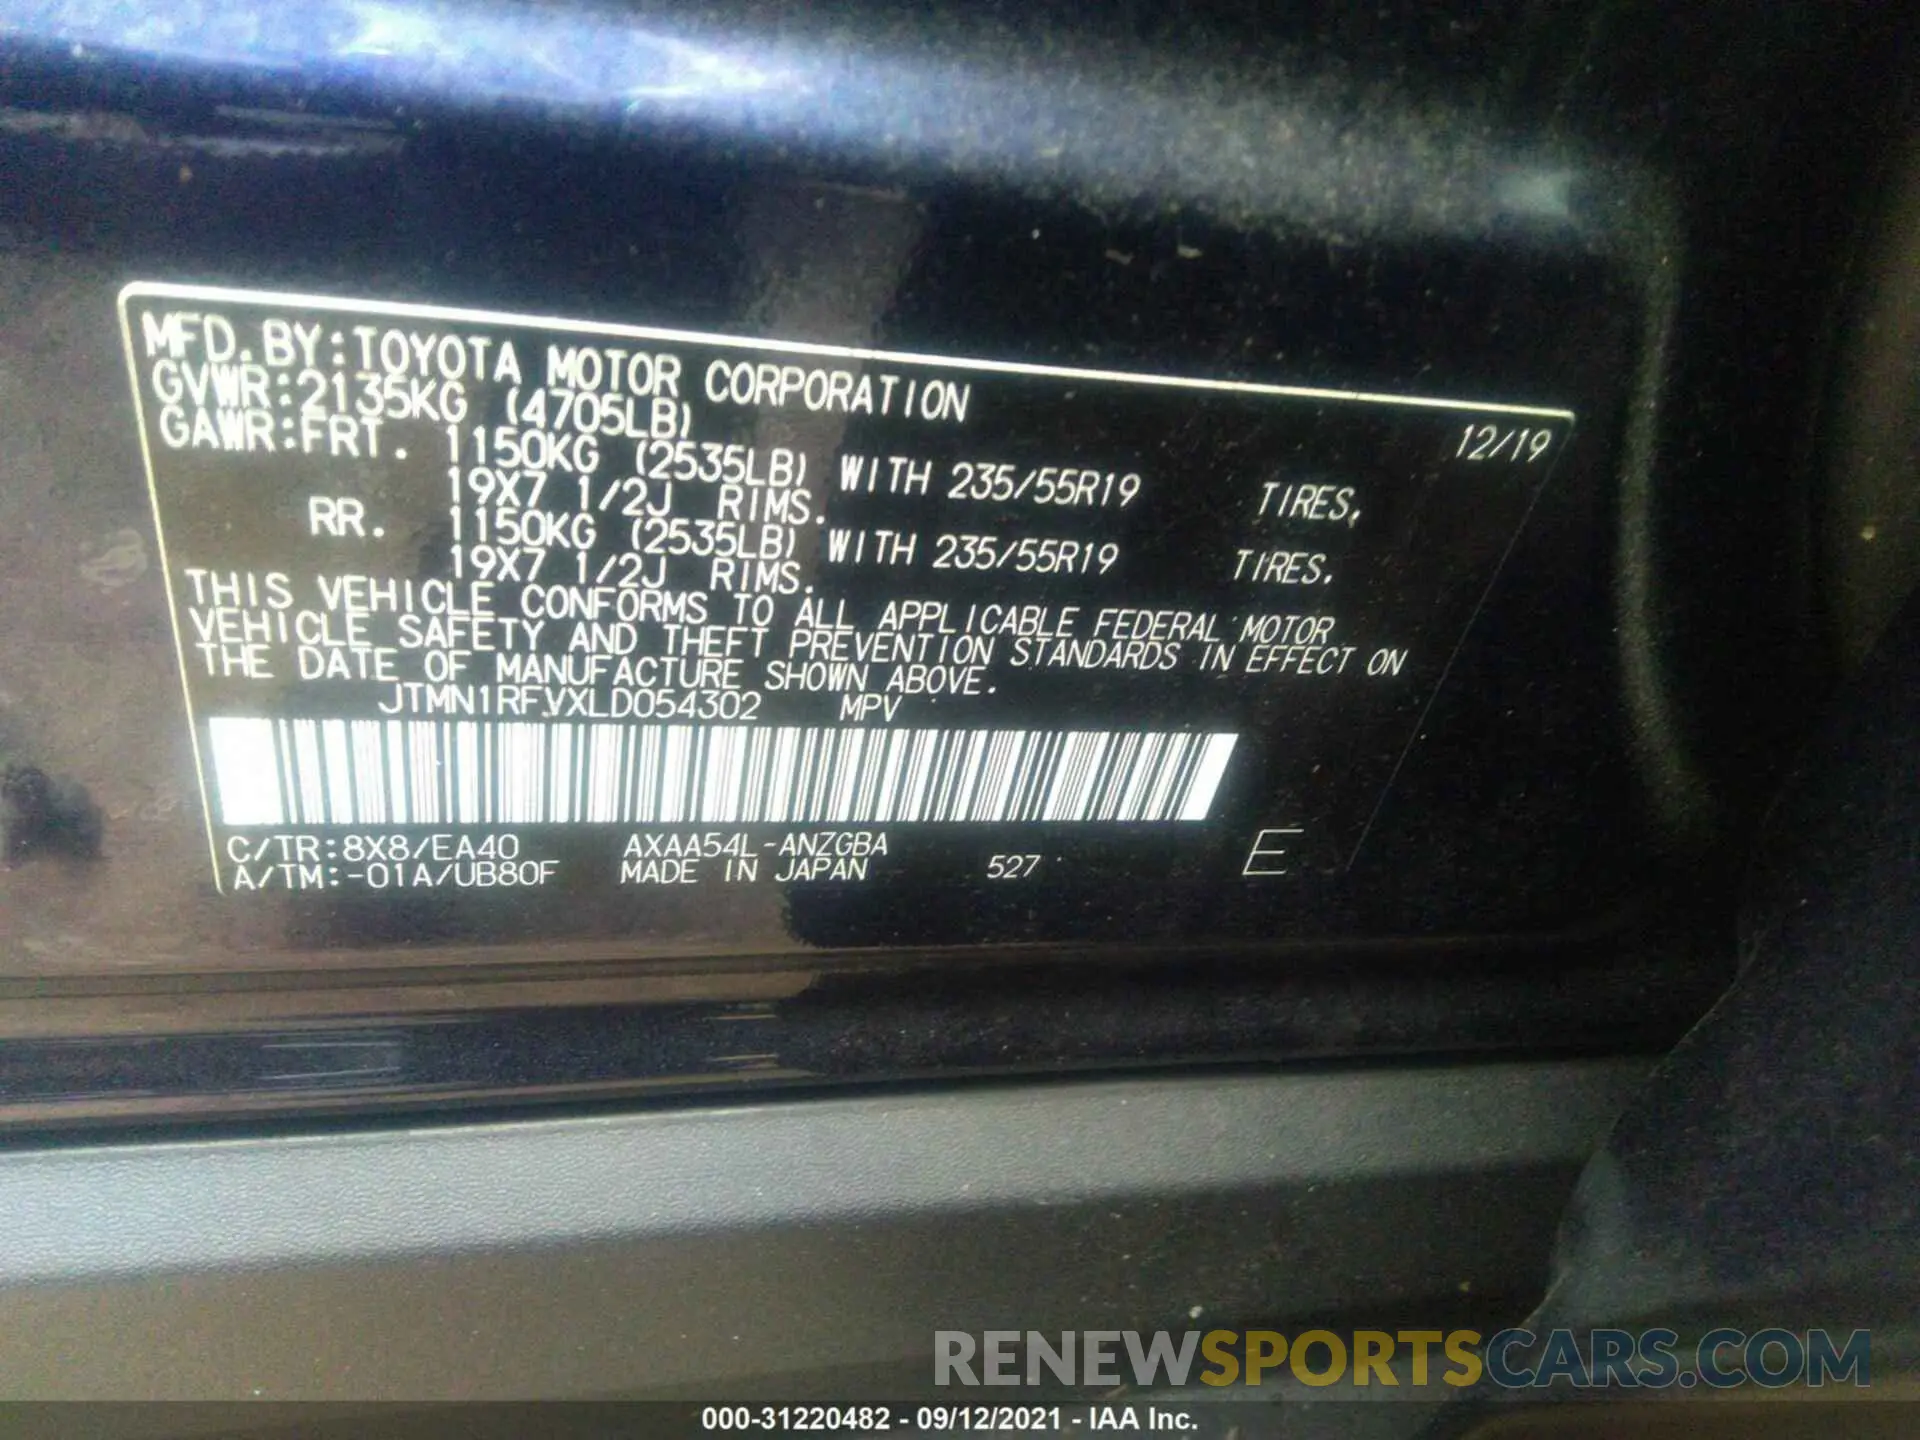 MFD.BY:TOYOTA MOTOR CORPORATION 12/19
GVWR:2135KG (4705LB)
GAWR:FRT. 1150KG (2535LB) WITH 235/55R19 TIRES,
19X7 1/2J RIMS.
RR. 1150KG (2535LB) WITH 235/55R19 TIRES.
19X7 1/2J RIMS.
THIS VEHICLE CONFORMS TO ALL APPLICABLE FEDERAL MOTOR
VEHICLE SAFETY AND THEFT PREVENTION STANDARDS IN EFFECT ON
THE DATE OF MANUFACTURE SHOWN ABOVE.
JTMN1RFVXLD054302 MPV
C/TR:8X8/EA40 AXAA54L-ANZGBA
A/TM:-01A/UB80F MADE IN JAPAN 527 E
RENEWSPORTSCARS.COM
000-31220482 - 09/12/2021 - IAA Inc.